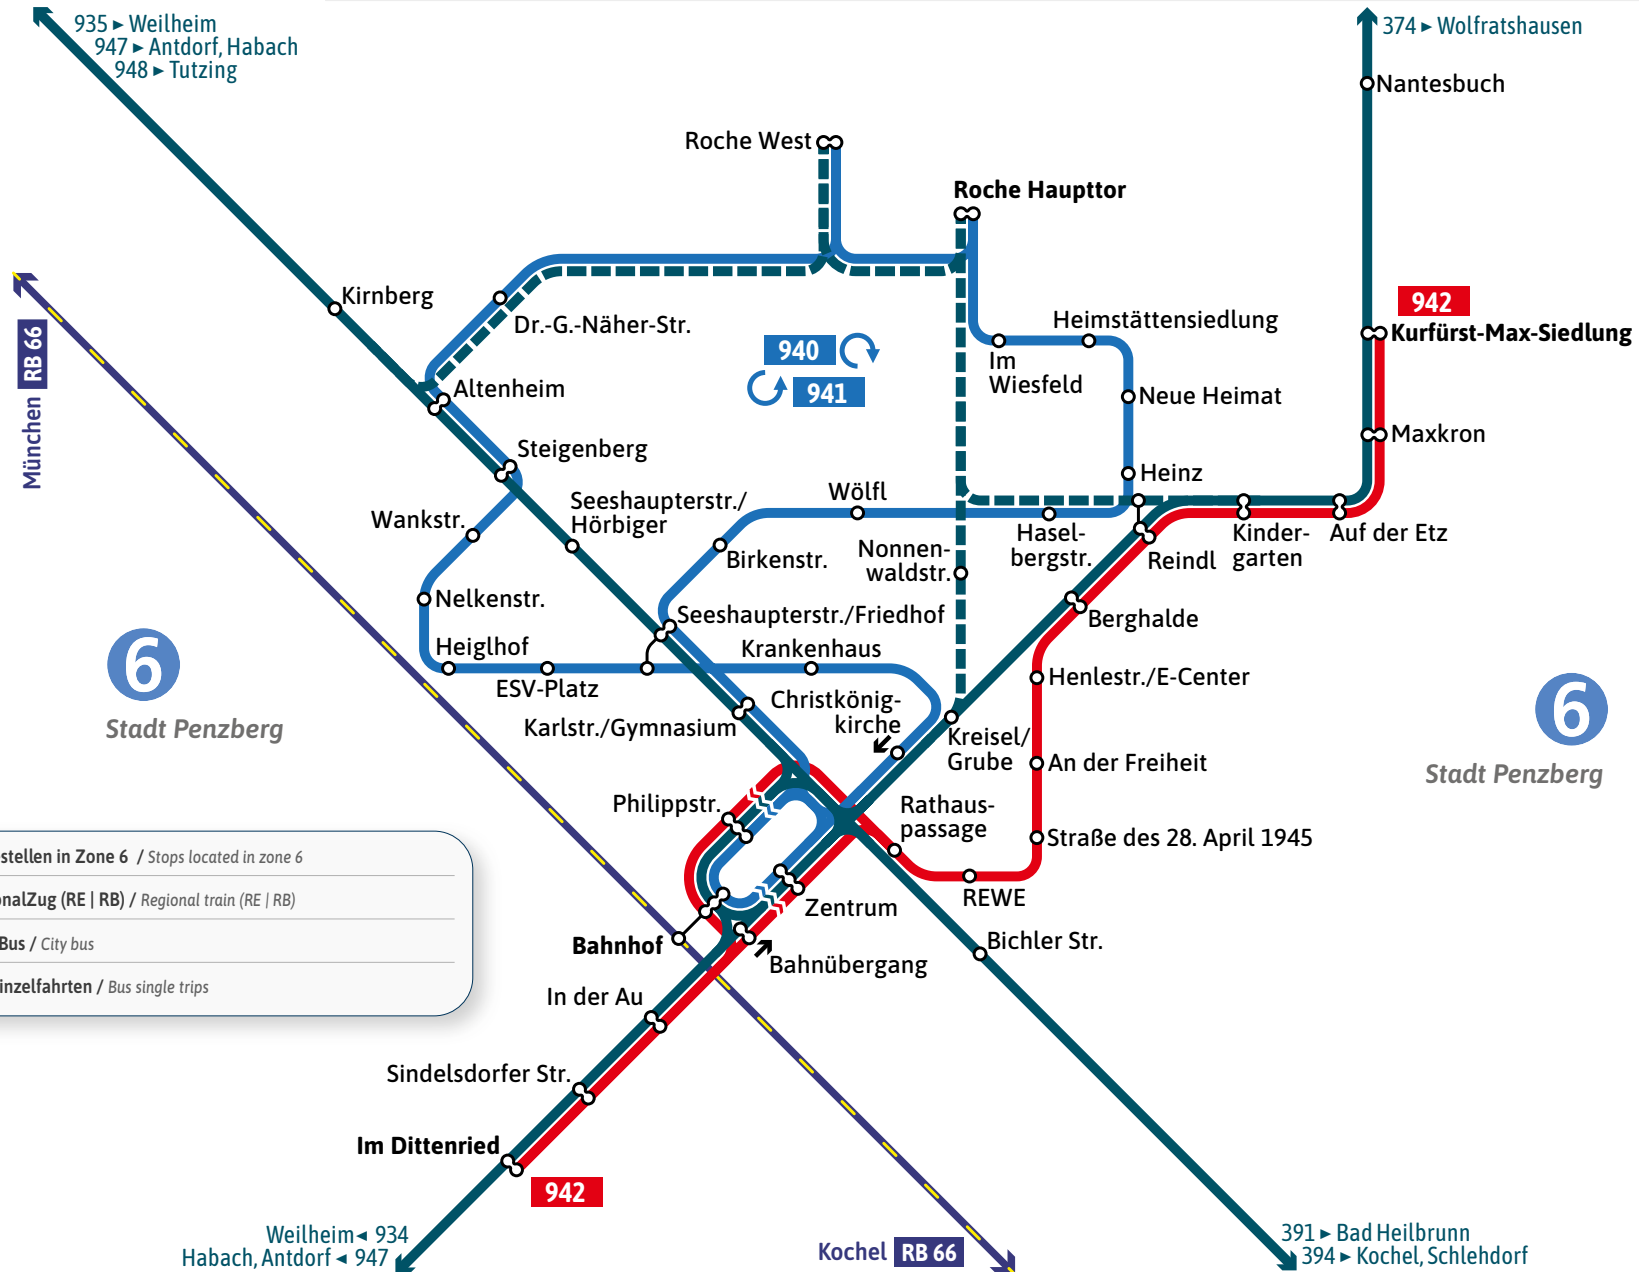 935 ▸ Weilheim
947 ▸ Antdorf, Habach
948 ▸ Tutzing
374 ▸ Wolfratshausen
Nantesbuch
Roche West
Roche Haupttor
Kirnberg
Dr.-G.-Näher-Str.
942
Kurfürst-Max-Siedlung
Heimstättensiedlung
940
941
Im
Wiesfeld
München RB 66
Altenheim
Neue Heimat
Maxkron
Steigenberg
Heinz
Seeshaupterstr./
Hörbiger
Wölfl
Wankstr.
Hasel-
bergstr.
Kinder-
garten
Auf der Etz
Nonnen-
waldstr.
Birkenstr.
Reindl
Nelkenstr.
Seeshaupterstr./Friedhof
Berghalde
Heiglhof
Krankenhaus
ESV-Platz
Henlestr./E-Center
6
Stadt Penzberg
6
Stadt Penzberg
Karlstr./Gymnasium
Christkönig-
kirche
Kreisel/
Grube
An der Freiheit
Philippstr.
Rathaus-
passage
Straße des 28. April 1945
stellen in Zone 6 / Stops located in zone 6
onalZug (RE | RB) / Regional train (RE | RB)
Bus / City bus
inzelfahrten / Bus single trips
REWE
Zentrum
Bahnhof
Bichler Str.
Bahnübergang
In der Au
Sindelsdorfer Str.
Im Dittenried
942
Weilheim ◂ 934
Habach, Antdorf ◂ 947
Kochel RB 66
391 ▸ Bad Heilbrunn
394 ▸ Kochel, Schlehdorf